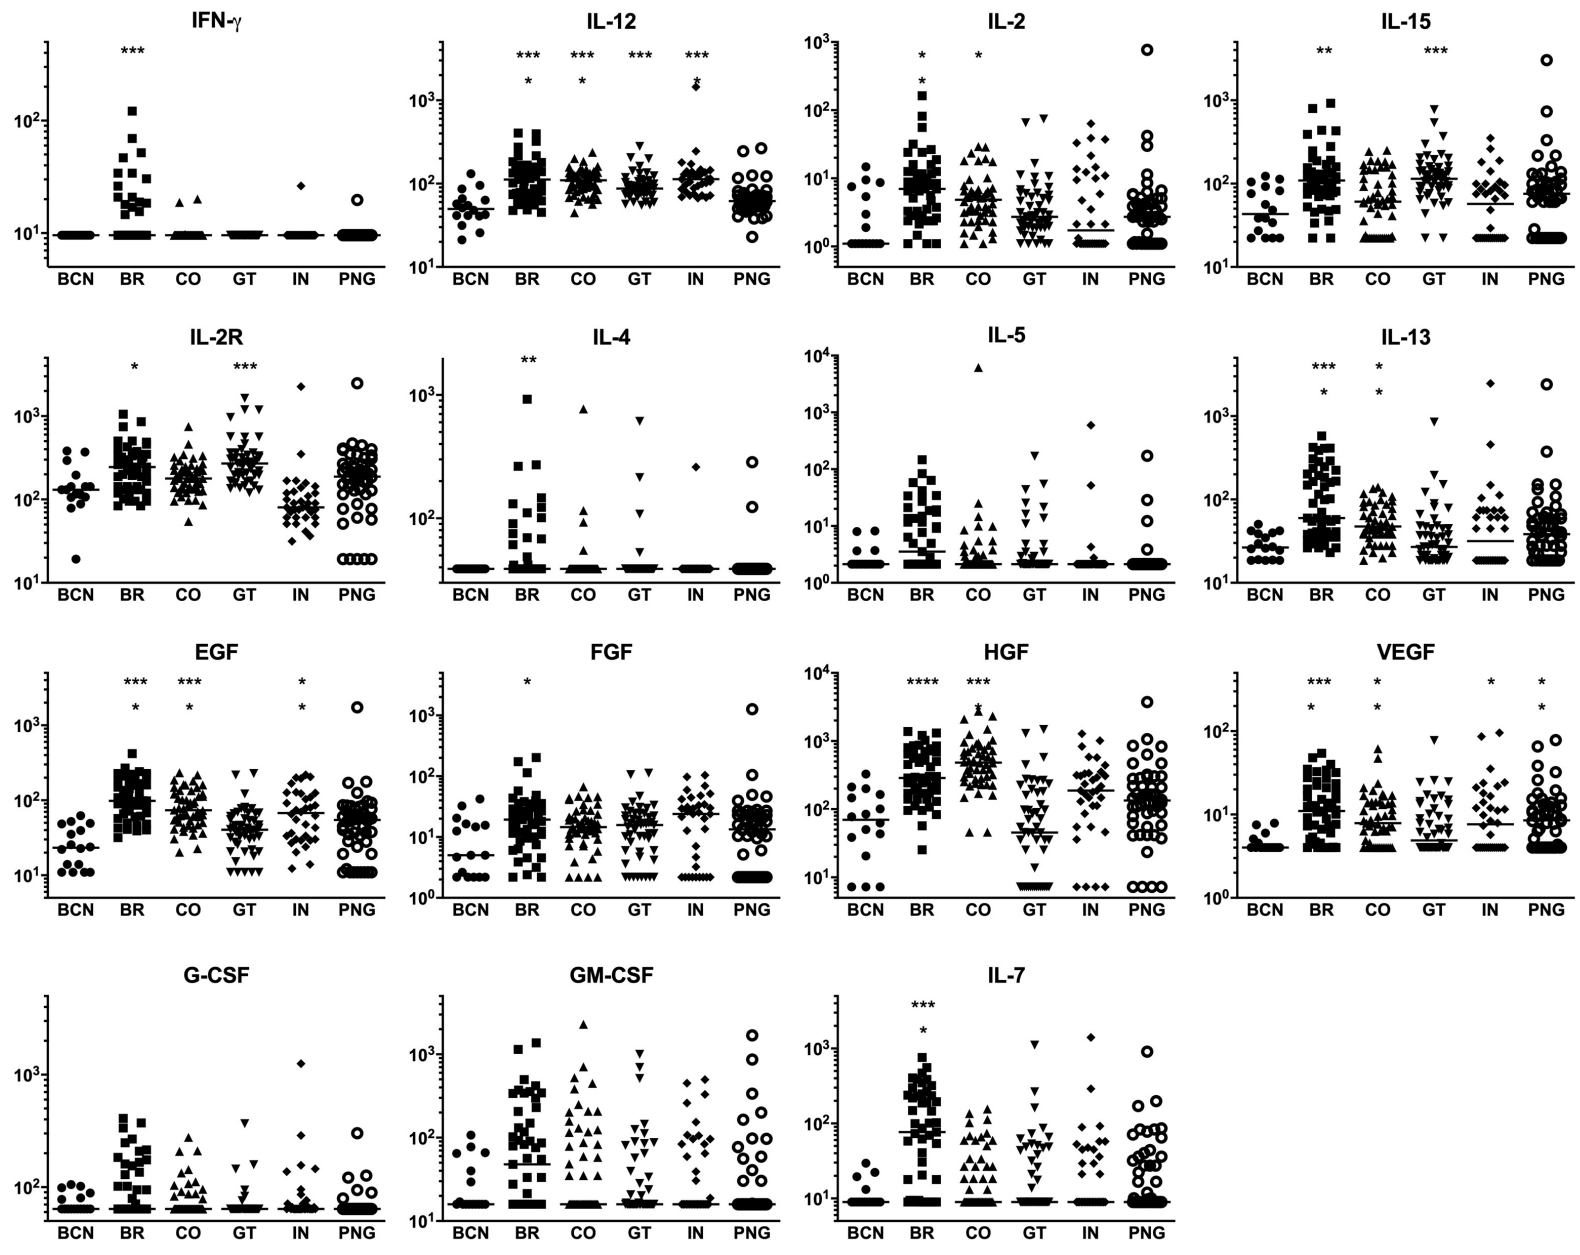 IFN-γ IL-12 IL-2 IL-15
*** *** *** *** *** * * ** ***
* * * *
10³
10² 10³ 10² 10³
10² 10¹ 10²
10¹ 10¹ 10⁰ 10¹
BCN BR CO GT IN PNG BCN BR CO GT IN PNG BCN BR CO GT IN PNG BCN BR CO GT IN PNG
IL-2R IL-4 IL-5 IL-13
* *** ** *** *
* *
10⁴
10³ 10³ 10³ 10³
10² 10² 10² 10²
10¹
10¹ 10⁰ 10¹
BCN BR CO GT IN PNG BCN BR CO GT IN PNG BCN BR CO GT IN PNG BCN BR CO GT IN PNG
EGF FGF HGF VEGF
*** *** * * **** *** *** * * *
* * * * * * *
10⁴
10³ 10³ 10³ 10²
10² 10² 10² 10¹
10¹ 10¹ 10¹
10⁰ 10⁰
BCN BR CO GT IN PNG BCN BR CO GT IN PNG BCN BR CO GT IN PNG BCN BR CO GT IN PNG
G-CSF GM-CSF IL-7
***
*
10³ 10³ 10³
10² 10² 10²
10¹ 10¹
BCN BR CO GT IN PNG BCN BR CO GT IN PNG BCN BR CO GT IN PNG